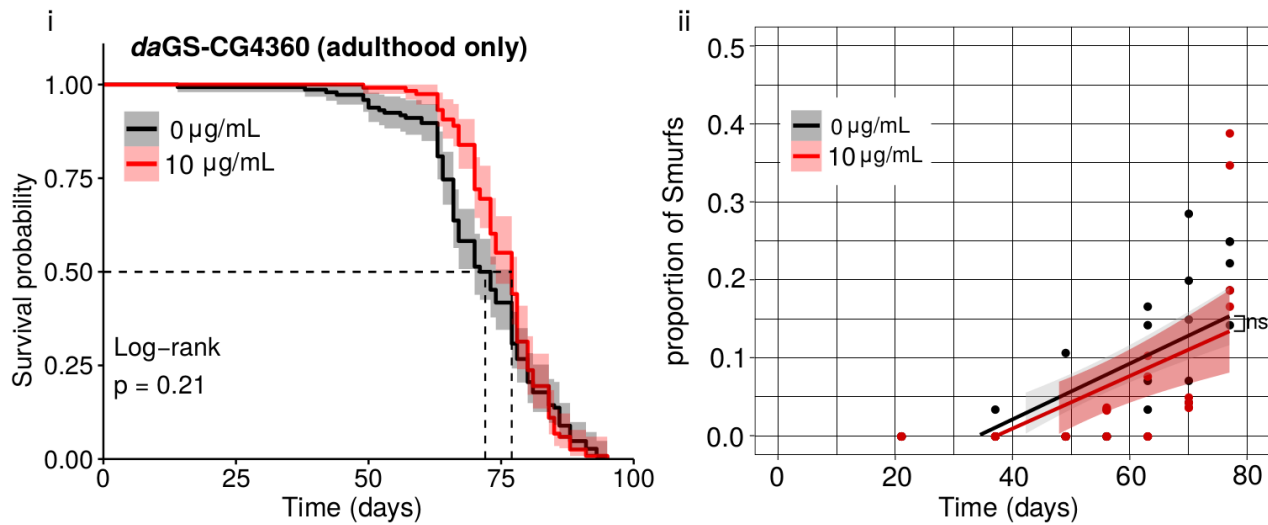 i
daGS-CG4360 (adulthood only)
1.00
0.75
0.50
0.25
0.00
Survival probability
0 µg/mL
10 µg/mL
Log−rank
p = 0.21
0 25 50 75 100
Time (days)
ii
0.5
0.4
0.3
0.2
0.1
0.0
proportion of Smurfs
0 µg/mL
10 µg/mL
ns
0 20 40 60 80
Time (days)